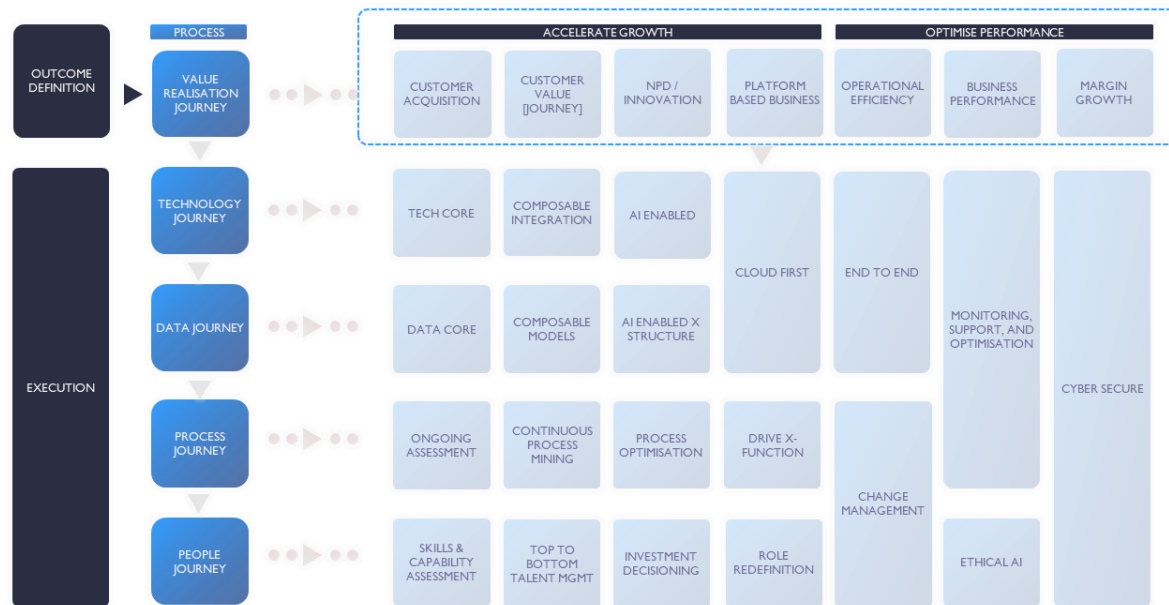 PROCESS
ACCELERATE GROWTH
OPTIMISE PERFORMANCE
OUTCOME
DEFINITION
VALUE
REALISATION
JOURNEY
CUSTOMER
ACQUISITION
CUSTOMER
VALUE
[JOURNEY]
NPD /
INNOVATION
PLATFORM
BASED BUSINESS
OPERATIONAL
EFFICIENCY
BUSINESS
PERFORMANCE
MARGIN
GROWTH
EXECUTION
TECHNOLOGY
JOURNEY
TECH CORE
COMPOSABLE
INTEGRATION
AI ENABLED
CLOUD FIRST
END TO END
MONITORING,
SUPPORT, AND
OPTIMISATION
CYBER SECURE
DATA JOURNEY
DATA CORE
COMPOSABLE
MODELS
AI ENABLED X
STRUCTURE
PROCESS
JOURNEY
ONGOING
ASSESSMENT
CONTINUOUS
PROCESS
MINING
PROCESS
OPTIMISATION
DRIVE X-
FUNCTION
CHANGE
MANAGEMENT
PEOPLE
JOURNEY
SKILLS &
CAPABILITY
ASSESSMENT
TOP TO
BOTTOM
TALENT MGMT
INVESTMENT
DECISIONING
ROLE
REDEFINITION
ETHICAL AI